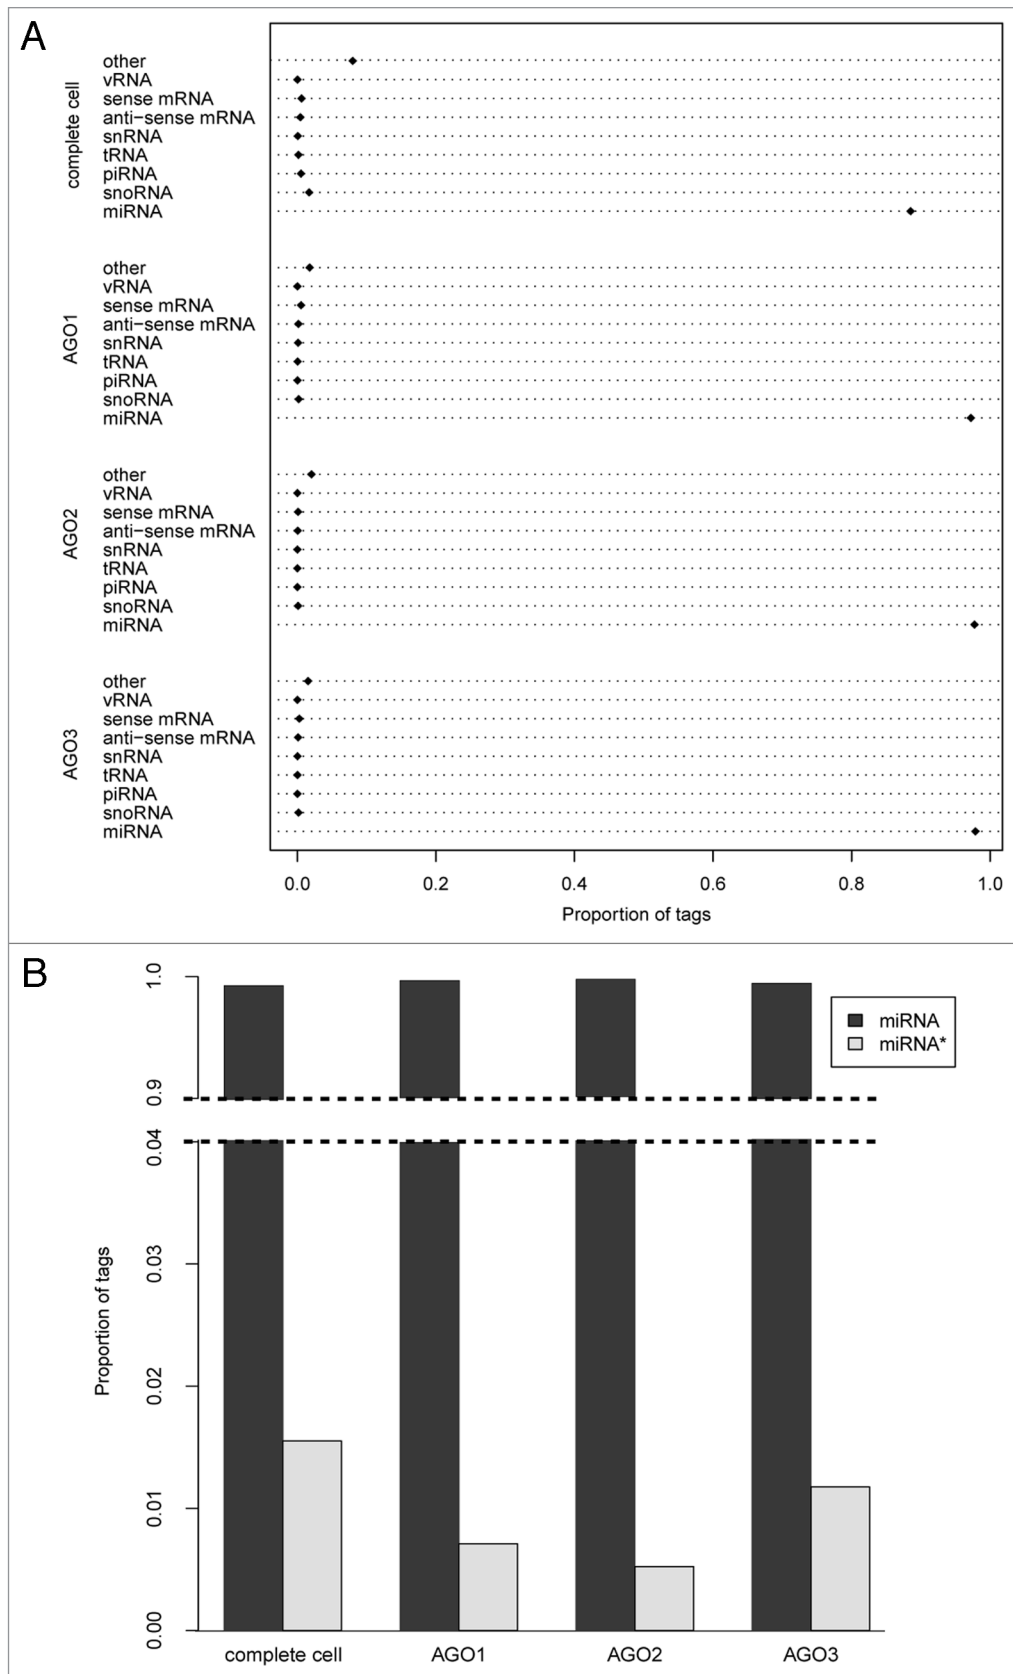 A
complete cell
other
vRNA
sense mRNA
anti-sense mRNA
snRNA
tRNA
piRNA
snoRNA
miRNA
AGO1
other
vRNA
sense mRNA
anti-sense mRNA
snRNA
tRNA
piRNA
snoRNA
miRNA
AGO2
other
vRNA
sense mRNA
anti-sense mRNA
snRNA
tRNA
piRNA
snoRNA
miRNA
AGO3
other
vRNA
sense mRNA
anti-sense mRNA
snRNA
tRNA
piRNA
snoRNA
miRNA
0.0 0.2 0.4 0.6 0.8 1.0
Proportion of tags
B
1.0
0.9
0.04
0.03
0.02
0.01
0.00
Proportion of tags
miRNA
miRNA*
complete cell AGO1 AGO2 AGO3